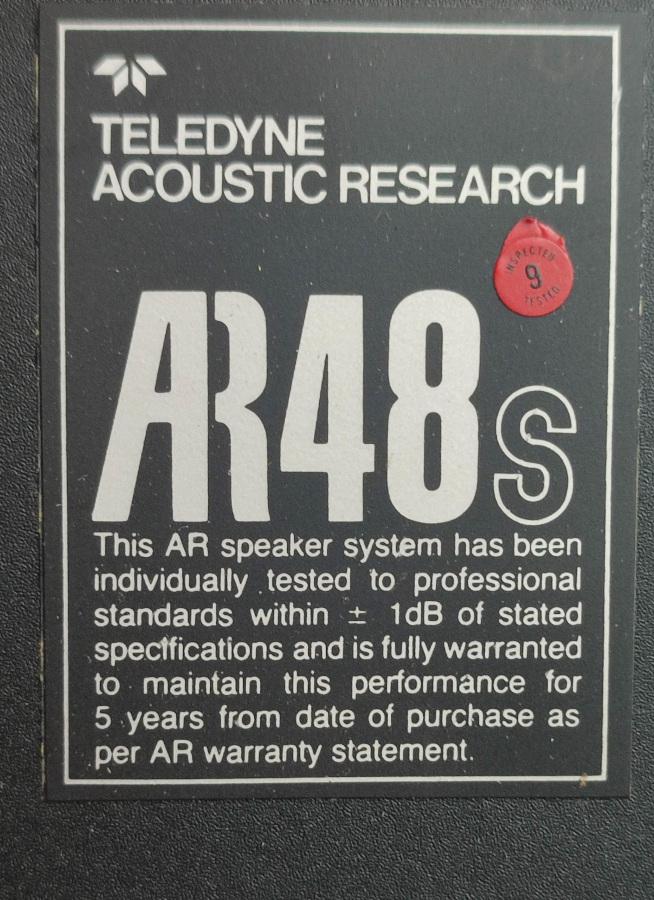 TELEDYNE
ACOUSTIC RESEARCH
INSPECTED
9
TESTED
AR48s
This AR speaker system has been
individually tested to professional
standards within ± 1dB of stated
specifications and is fully warranted
to maintain this performance for
5 years from date of purchase as
per AR warranty statement.